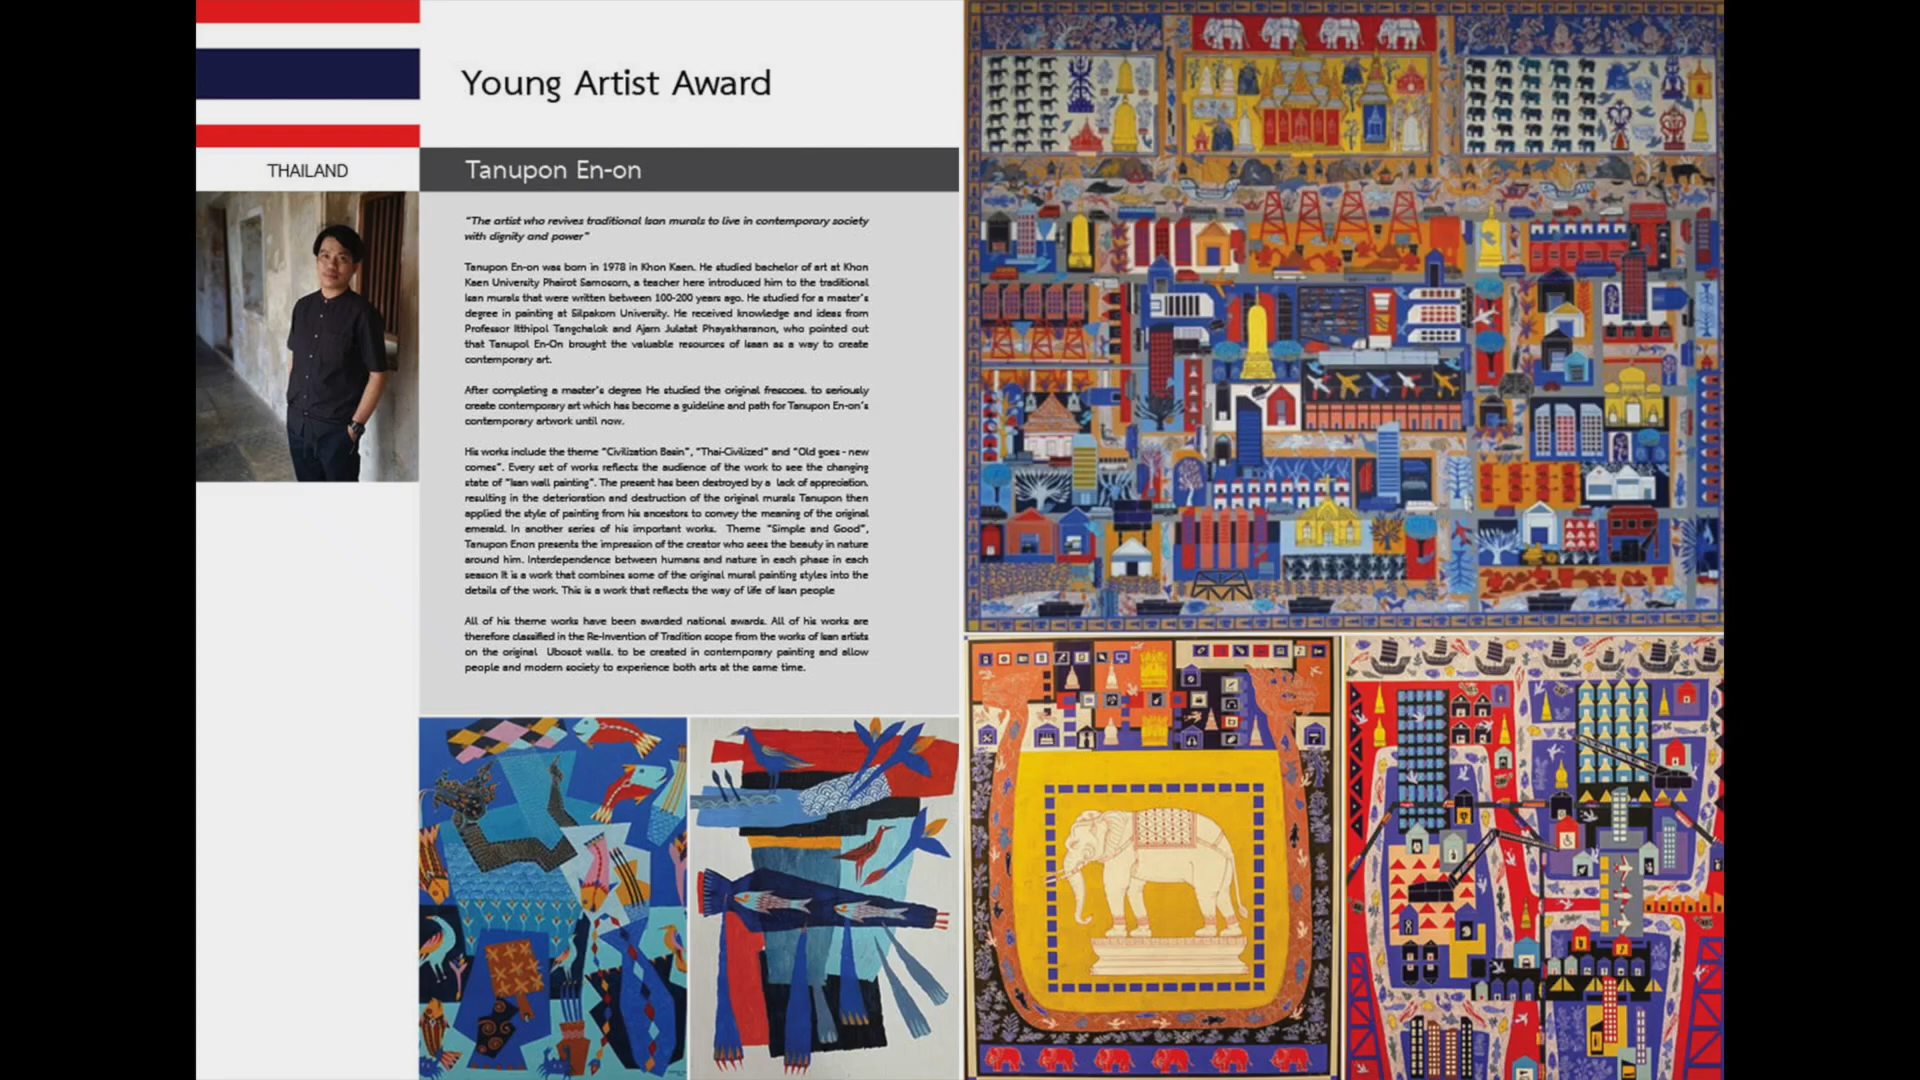 Young Artist Award
THAILAND
Tanupon En-on
"The artist who revives traditional Isan murals to live in contemporary society
with dignity and power"
Tanupon En-on was born in 1978 in Khon Kaen. He studied bachelor of art at Khon
Kaen University Phairot Samosorn, a teacher here introduced him to the traditional
Isan murals that were written between 100-200 years ago. He studied for a master's
degree in painting at Silpakorn University. He received knowledge and ideas from
Professor Itthipol Tangchalok and Ajarn Julatat Phayakharanon, who pointed out
that Tanupol En-On brought the valuable resources of Isaan as a way to create
contemporary art.
After completing a master's degree He studied the original frescoes. to seriously
create contemporary art which has become a guideline and path for Tanupon En-on's
contemporary artwork until now.
His works include the theme "Civilization Basin", "Thai-Civilized" and "Old goes - new
comes". Every set of works reflects the audience of the work to see the changing
state of "Isan wall painting". The present has been destroyed by a lack of appreciation.
resulting in the deterioration and destruction of the original murals Tanupon then
applied the style of painting from his ancestors to convey the meaning of the original
emerald. In another series of his important works. Theme "Simple and Good",
Tanupon Enon presents the impression of the creator who sees the beauty in nature
around him. Interdependence between humans and nature in each phase in each
season It is a work that combines some of the original mural painting styles into the
details of the work. This is a work that reflects the way of life of Isan people
All of his theme works have been awarded national awards. All of his works are
therefore classified in the Re-Invention of Tradition scope from the works of Isan artists
on the original Ubosot walls. to be created in contemporary painting and allow
people and modern society to experience both arts at the same time.